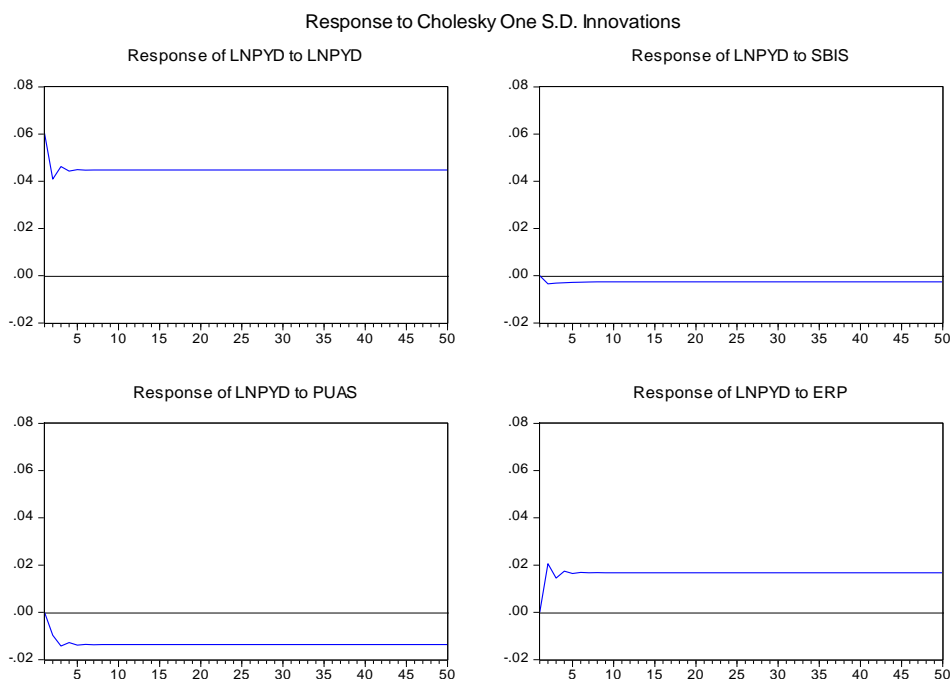 Response to Cholesky One S.D. Innovations
Response of LNPYD to LNPYD
.08
.06
.04
.02
.00
-.02
5 10 15 20 25 30 35 40 45 50
Response of LNPYD to SBIS
.08
.06
.04
.02
.00
-.02
5 10 15 20 25 30 35 40 45 50
Response of LNPYD to PUAS
.08
.06
.04
.02
.00
-.02
5 10 15 20 25 30 35 40 45 50
Response of LNPYD to ERP
.08
.06
.04
.02
.00
-.02
5 10 15 20 25 30 35 40 45 50